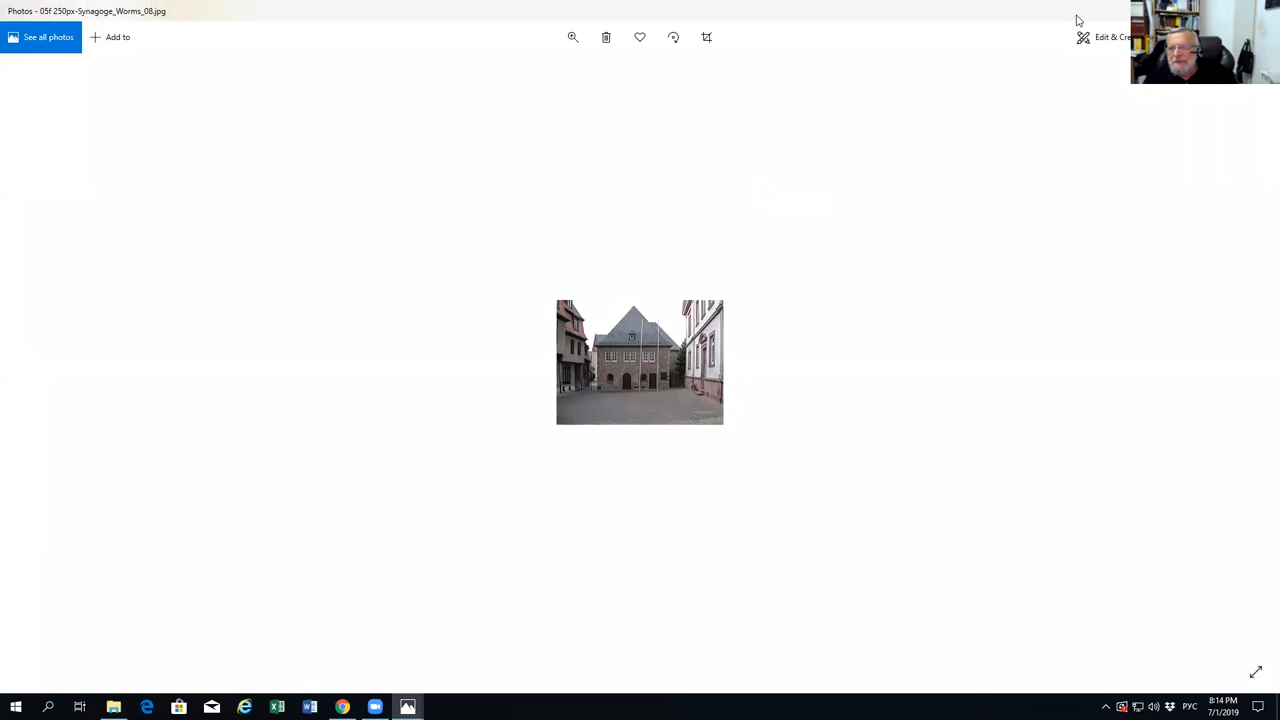 Photos - 05f 250px-Synagoge_Worms_08.jpg
See all photos
Add to
Edit & Cre
РУС
8:14 PM
7/1/2019